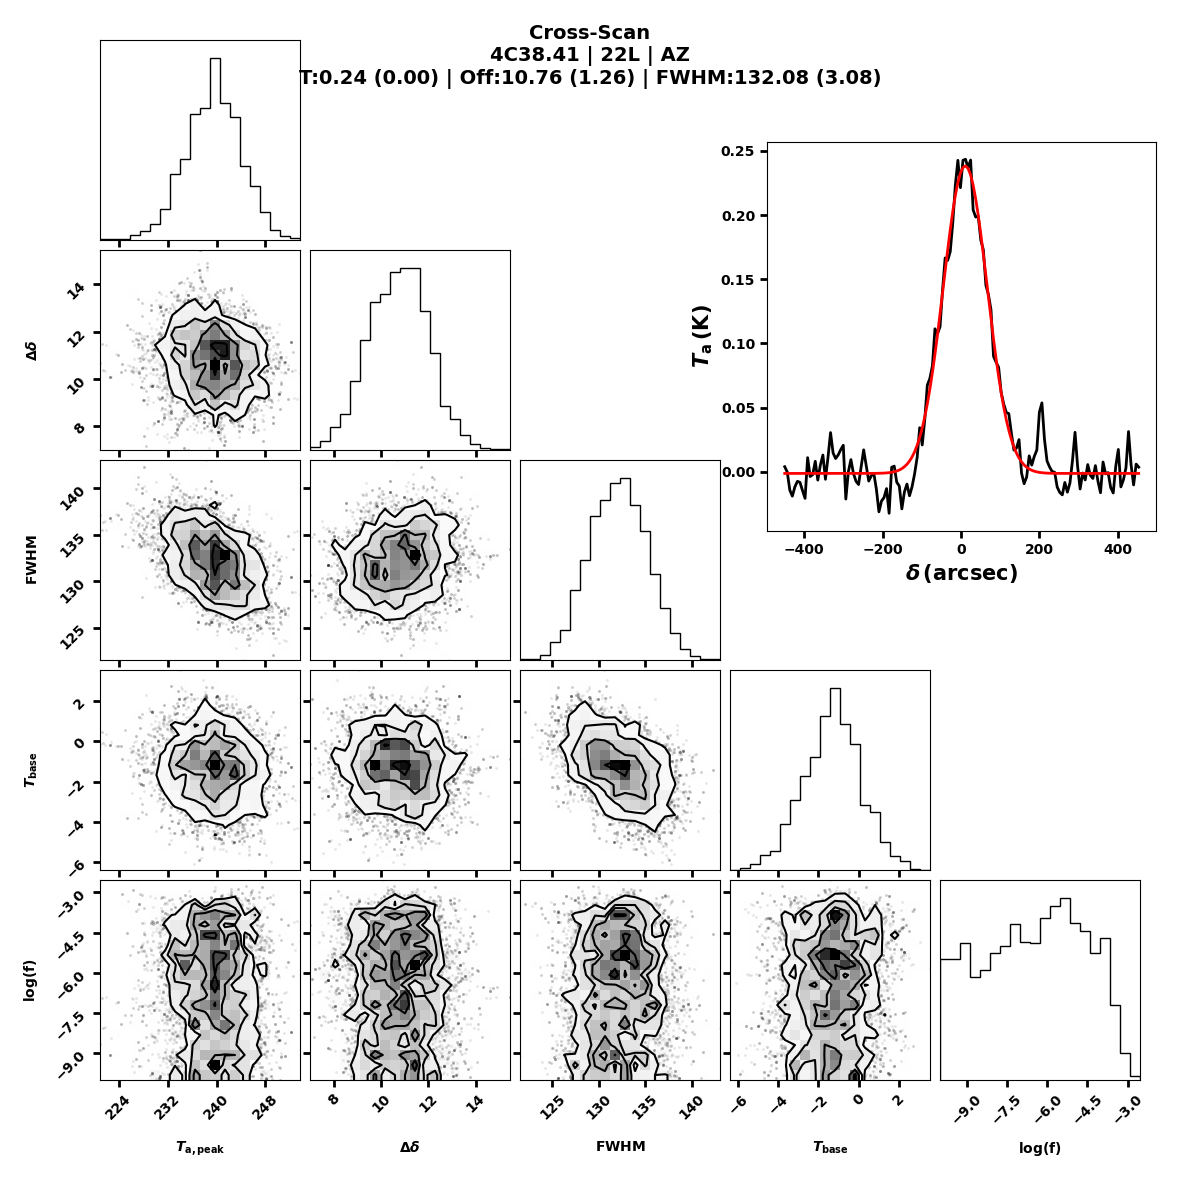 Cross-Scan
4C38.41 | 22L | AZ
T:0.24 (0.00) | Off:10.76 (1.26) | FWHM:132.08 (3.08)
0.25
0.20
0.15
0.10
0.05
0.00
Ta (K)
−400 −200 0 200 400
δ (arcsec)
14
12
10
8
Δδ
140
135
130
125
FWHM
2
0
−2
−4
−6
Tbase
−3.0
−4.5
−6.0
−7.5
−9.0
log(f)
224 232 240 248 8 10 12 14 125 130 135 140 −6 −4 −2 0 2 −9.0 −7.5 −6.0 −4.5 −3.0
Ta,peak Δδ FWHM Tbase log(f)